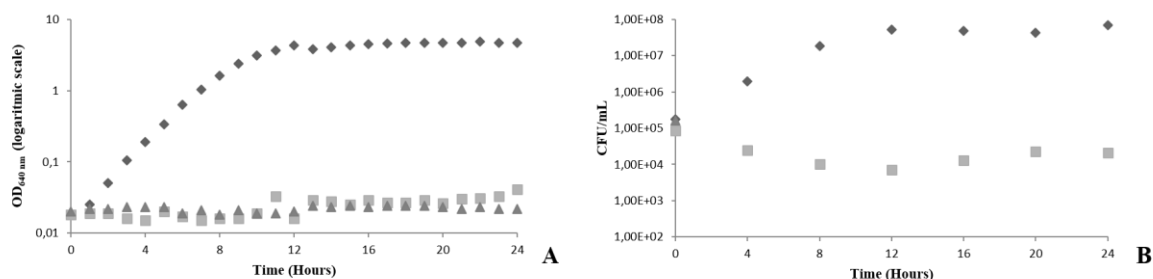 10
1
0,1
0,01
OD640 nm (logaritmic scale)
0 4 8 12 16 20 24
Time (Hours)
A
1,00E+08
1,00E+07
1,00E+06
1,00E+05
1,00E+04
1,00E+03
1,00E+02
CFU/mL
0 4 8 12 16 20 24
Time (Hours)
B